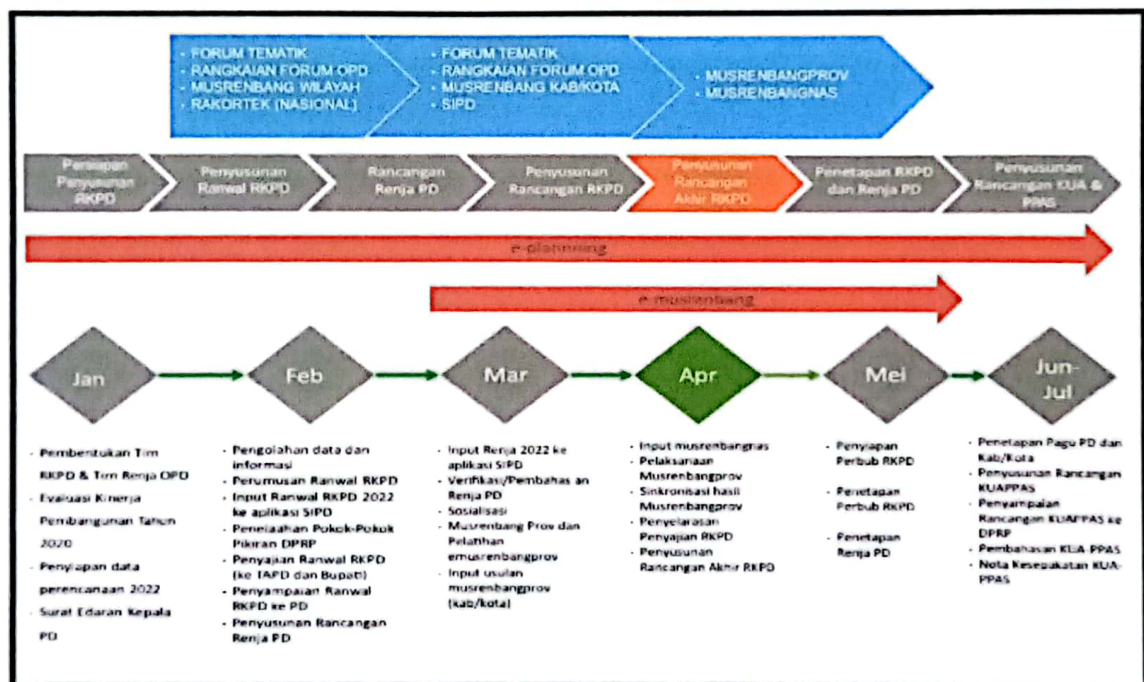 - FORUM TEMATIK
- RANGKAIAN FORUM OPD
- MUSRENBANG WILAYAH
- RAKORTEK (NASIONAL)
- FORUM TEMATIK
- RANGKAIAN FORUM OPD
- MUSRENBANG KAB/KOTA
- SIPD
- MUSRENBANGPROV
- MUSRENBANGNAS
Persiapan
Penyusunan
RKPD
Penyusunan
Ranwal RKPD
Rancangan
Renja PD
Penyusunan
Rancangan RKPD
Penyusunan
Rancangan
Akhir RKPD
Penetapan RKPD
dan Renja PD
Penyusunan
Rancangan KUA &
PPAS
e-planning
e-musrenbang
Jan
Feb
Mar
Apr
Mei
Jun-
Jul
- Pembentukan Tim
RKPD & Tim Renja OPD
- Evaluasi Kinerja
Pembangunan Tahun
2020
- Penyiapan data
perencanaan 2022
- Surat Edaran Kepala
PD
- Pengolahan data dan
informasi
- Perumusan Ranwal RKPD
- Input Ranwal RKPD 2022
ke aplikasi SIPD
- Penelaahan Pokok-Pokok
Pikiran DPRP
- Penyajian Ranwal RKPD
(ke TAPD dan Bupati)
- Penyampaian Ranwal
RKPD ke PD
- Penyusunan Rancangan
Renja PD
- Input Renja 2022 ke
aplikasi SIPD
- Verifikasi/Pembahas an
Renja PD
- Sosialisasi
- Musrenbang Prov dan
Pelatihan
emusrenbangprov
- Input usulan
musrenbangprov
(kab/kota)
- Input musrenbangnas
- Pelaksanaan
Musrenbangprov
- Sinkronisasi hasil
Musrenbangprov
- Penyelarasan
Penyajian RKPD
- Penyusunan
Rancangan Akhir RKPD
- Penyiapan
Perbub RKPD
- Penetapan
Perbub RKPD
- Penetapan
Renja PD
- Penetapan Pagu PD dan
Kab/Kota
- Penyusunan Rancangan
KUAPPAS
- Penyampaian
Rancangan KUAPPAS ke
DPRP
- Pembahasan KUA-PPAS
- Nota Kesepakatan KUA-
PPAS